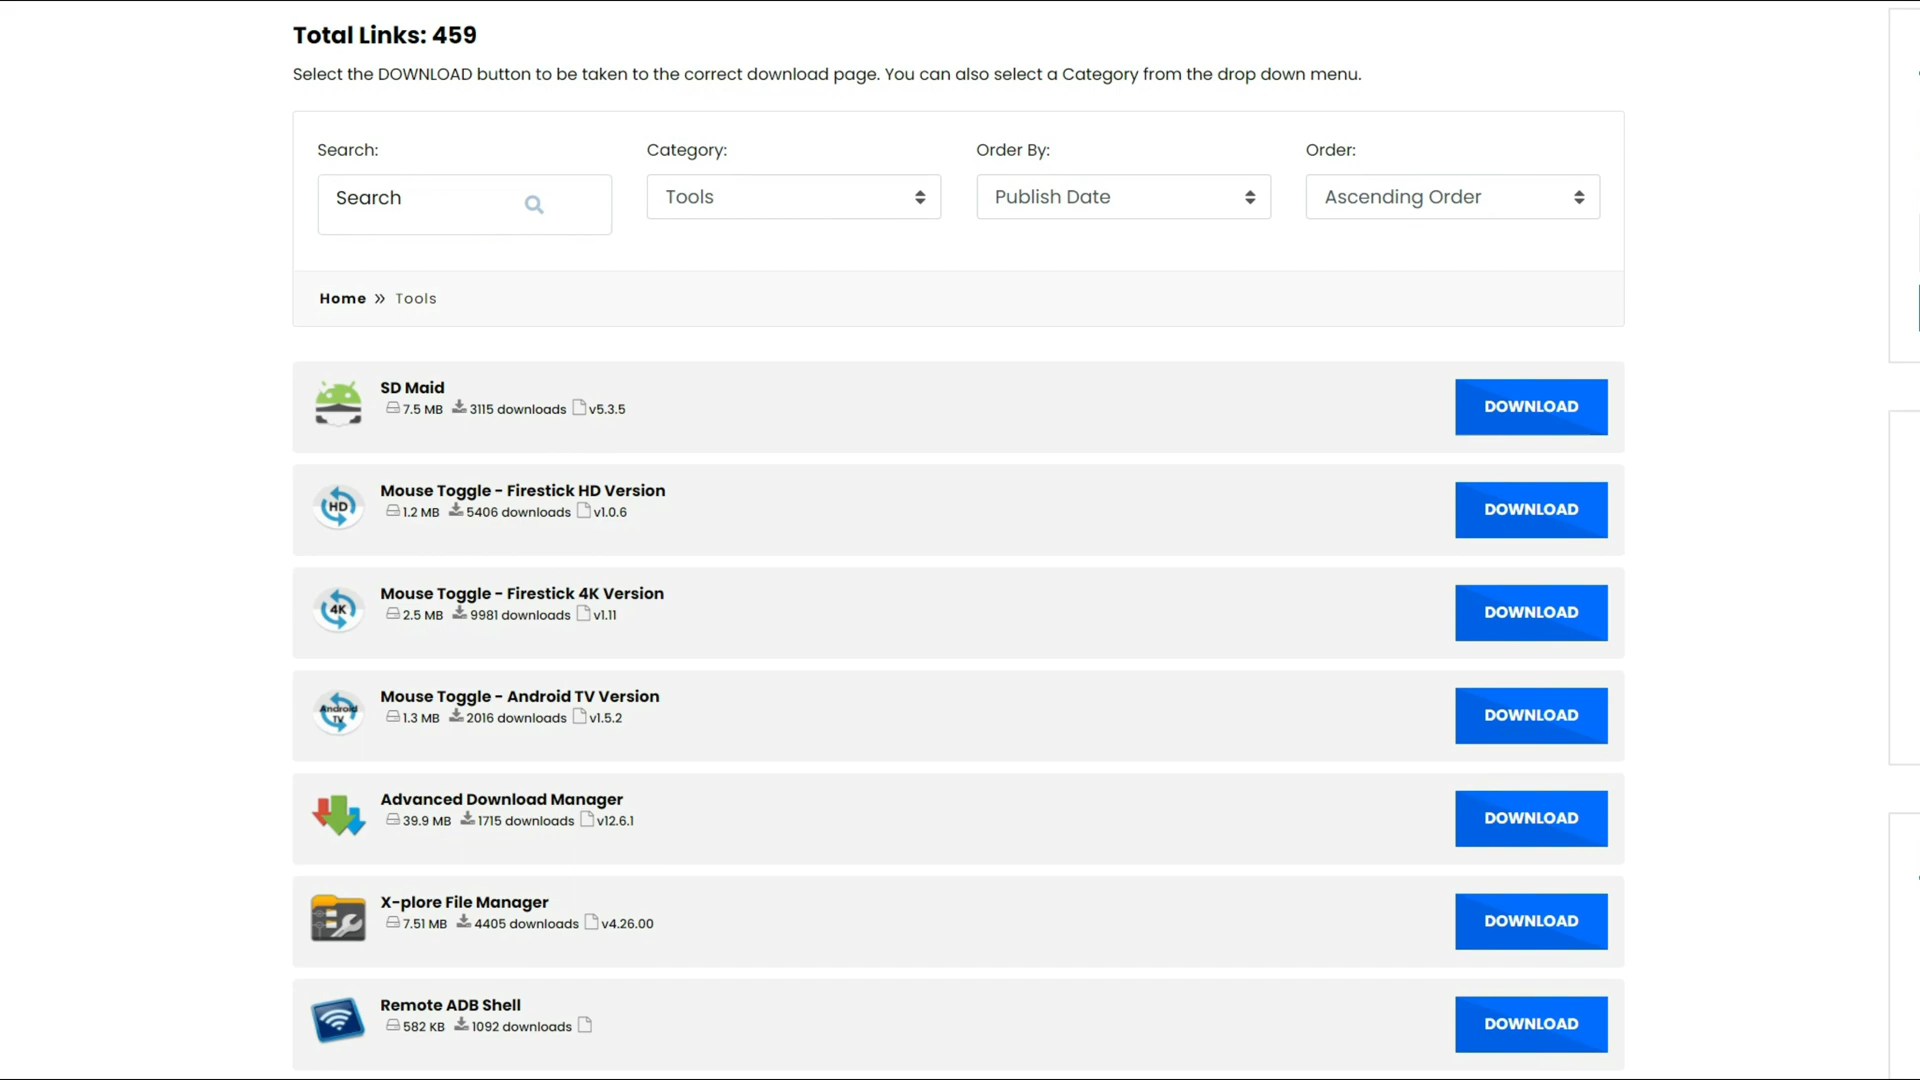 Total Links: 459
Select the DOWNLOAD button to be taken to the correct download page. You can also select a Category from the drop down menu.
Search: Category: Order By: Order:
Search Tools Publish Date Ascending Order
Home » Tools
SD Maid
7.5 MB 3115 downloads v5.3.5
DOWNLOAD
Mouse Toggle - Firestick HD Version
HD
1.2 MB 5406 downloads v1.0.6
DOWNLOAD
Mouse Toggle - Firestick 4K Version
4K
2.5 MB 9981 downloads v1.11
DOWNLOAD
Mouse Toggle - Android TV Version
Android
TV
1.3 MB 2016 downloads v1.5.2
DOWNLOAD
Advanced Download Manager
39.9 MB 1715 downloads v12.6.1
DOWNLOAD
X-plore File Manager
7.51 MB 4405 downloads v4.26.00
DOWNLOAD
Remote ADB Shell
582 KB 1092 downloads
DOWNLOAD